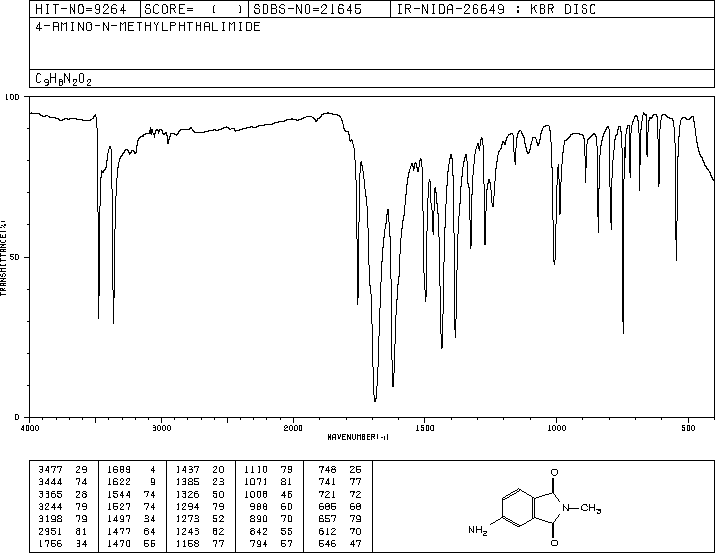 HIT-NO=9264 SCORE= ( ) SDBS-NO=21645 IR-NIDA-26649 : KBR DISC
4-AMINO-N-METHYLPHTHALIMIDE
C9H8N2O2
100
TRANSMITTANCE(%)
50
0
4000 3000 2000 1500 1000 500
WAVENUMBER(-1)
3477 29 1689 4 1437 20 1110 79 748 25
3444 74 1622 9 1385 23 1071 81 741 77
3365 28 1544 74 1326 50 1008 46 721 72
3244 79 1527 74 1294 79 988 60 686 68
3198 79 1497 34 1273 52 890 70 657 79
2951 81 1477 64 1243 62 842 55 612 70
1756 34 1470 55 1158 77 794 57 546 47
O
N CH3
NH2
O